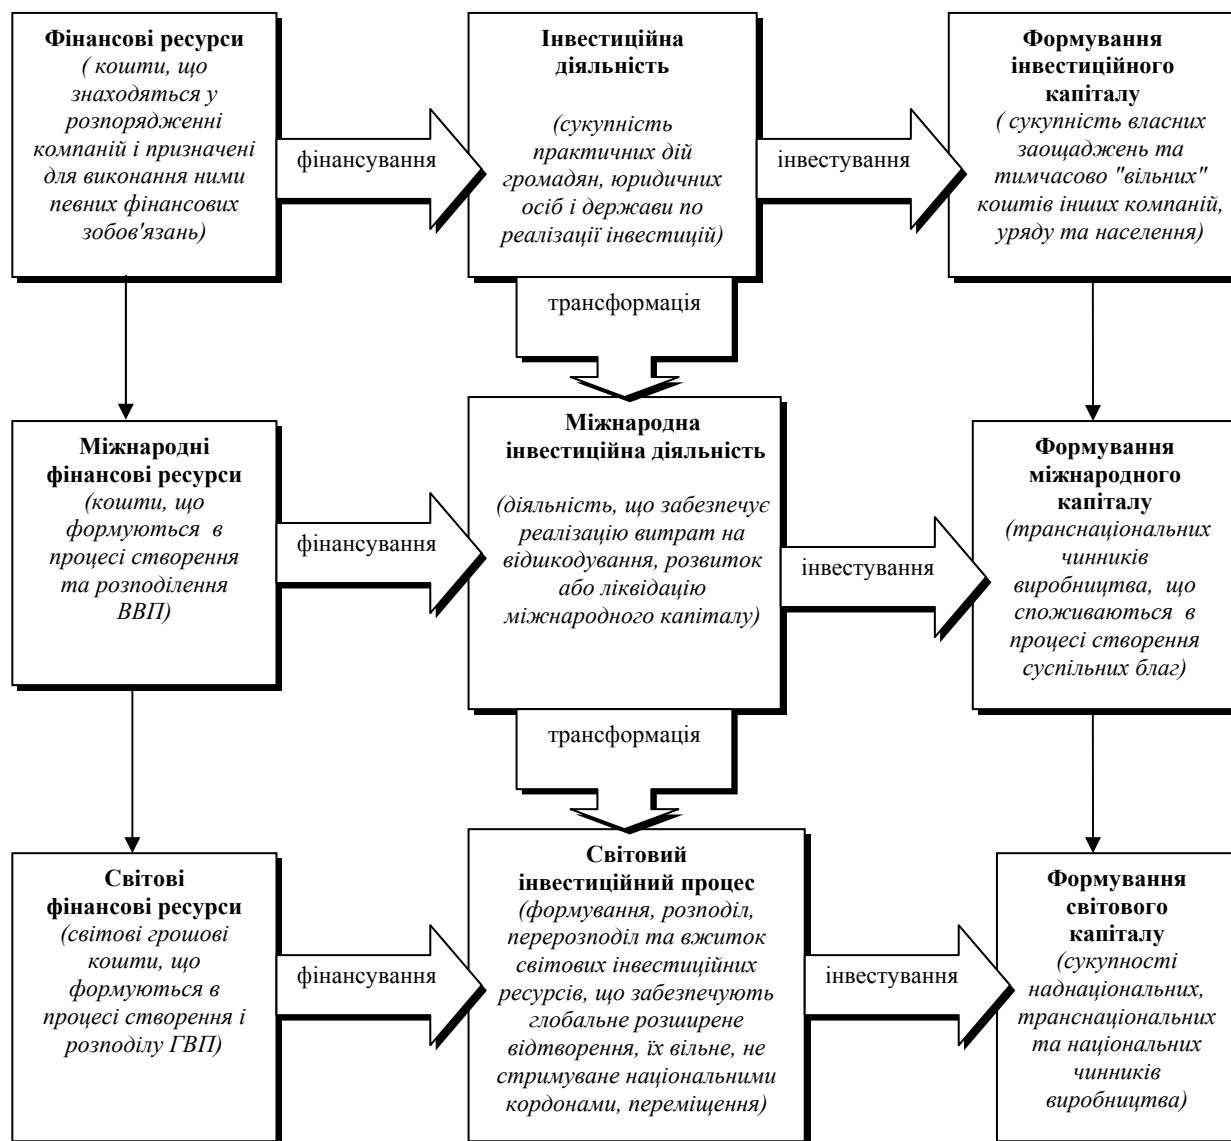 Фінансові ресурси
( кошти, що
знаходяться у
розпорядженні
компаній і призначені
для виконання ними
певних фінансових
зобов'язань)
фінансування
Інвестиційна
діяльність
(сукупність
практичних дій
громадян, юридичних
осіб і держави по
реалізації інвестицій)
інвестування
Формування
інвестиційного
капіталу
( сукупність власних
заощаджень та
тимчасово "вільних"
коштів інших компаній,
уряду та населення)
трансформація
Міжнародні
фінансові ресурси
(кошти, що
формуються в
процесі створення
та розподілення
ВВП)
фінансування
Міжнародна
інвестиційна діяльність
(діяльність, що забезпечує
реалізацію витрат на
відшкодування, розвиток
або ліквідацію
міжнародного капіталу)
інвестування
Формування
міжнародного
капіталу
(транснаціональних
чинників
виробництва, що
споживаються в
процесі створення
суспільних благ)
трансформація
Світові
фінансові ресурси
(світові грошові
кошти, що
формуються в
процесі створення і
розподілу ГВП)
фінансування
Світовий
інвестиційний процес
(формування, розподіл,
перерозподіл та вжиток
світових інвестиційних
ресурсів, що забезпечують
глобальне розширене
відтворення, їх вільне, не
стримуване національними
кордонами, переміщення)
інвестування
Формування
світового
капіталу
(сукупності
наднаціональних,
транснаціональних
та національних
чинників
виробництва)